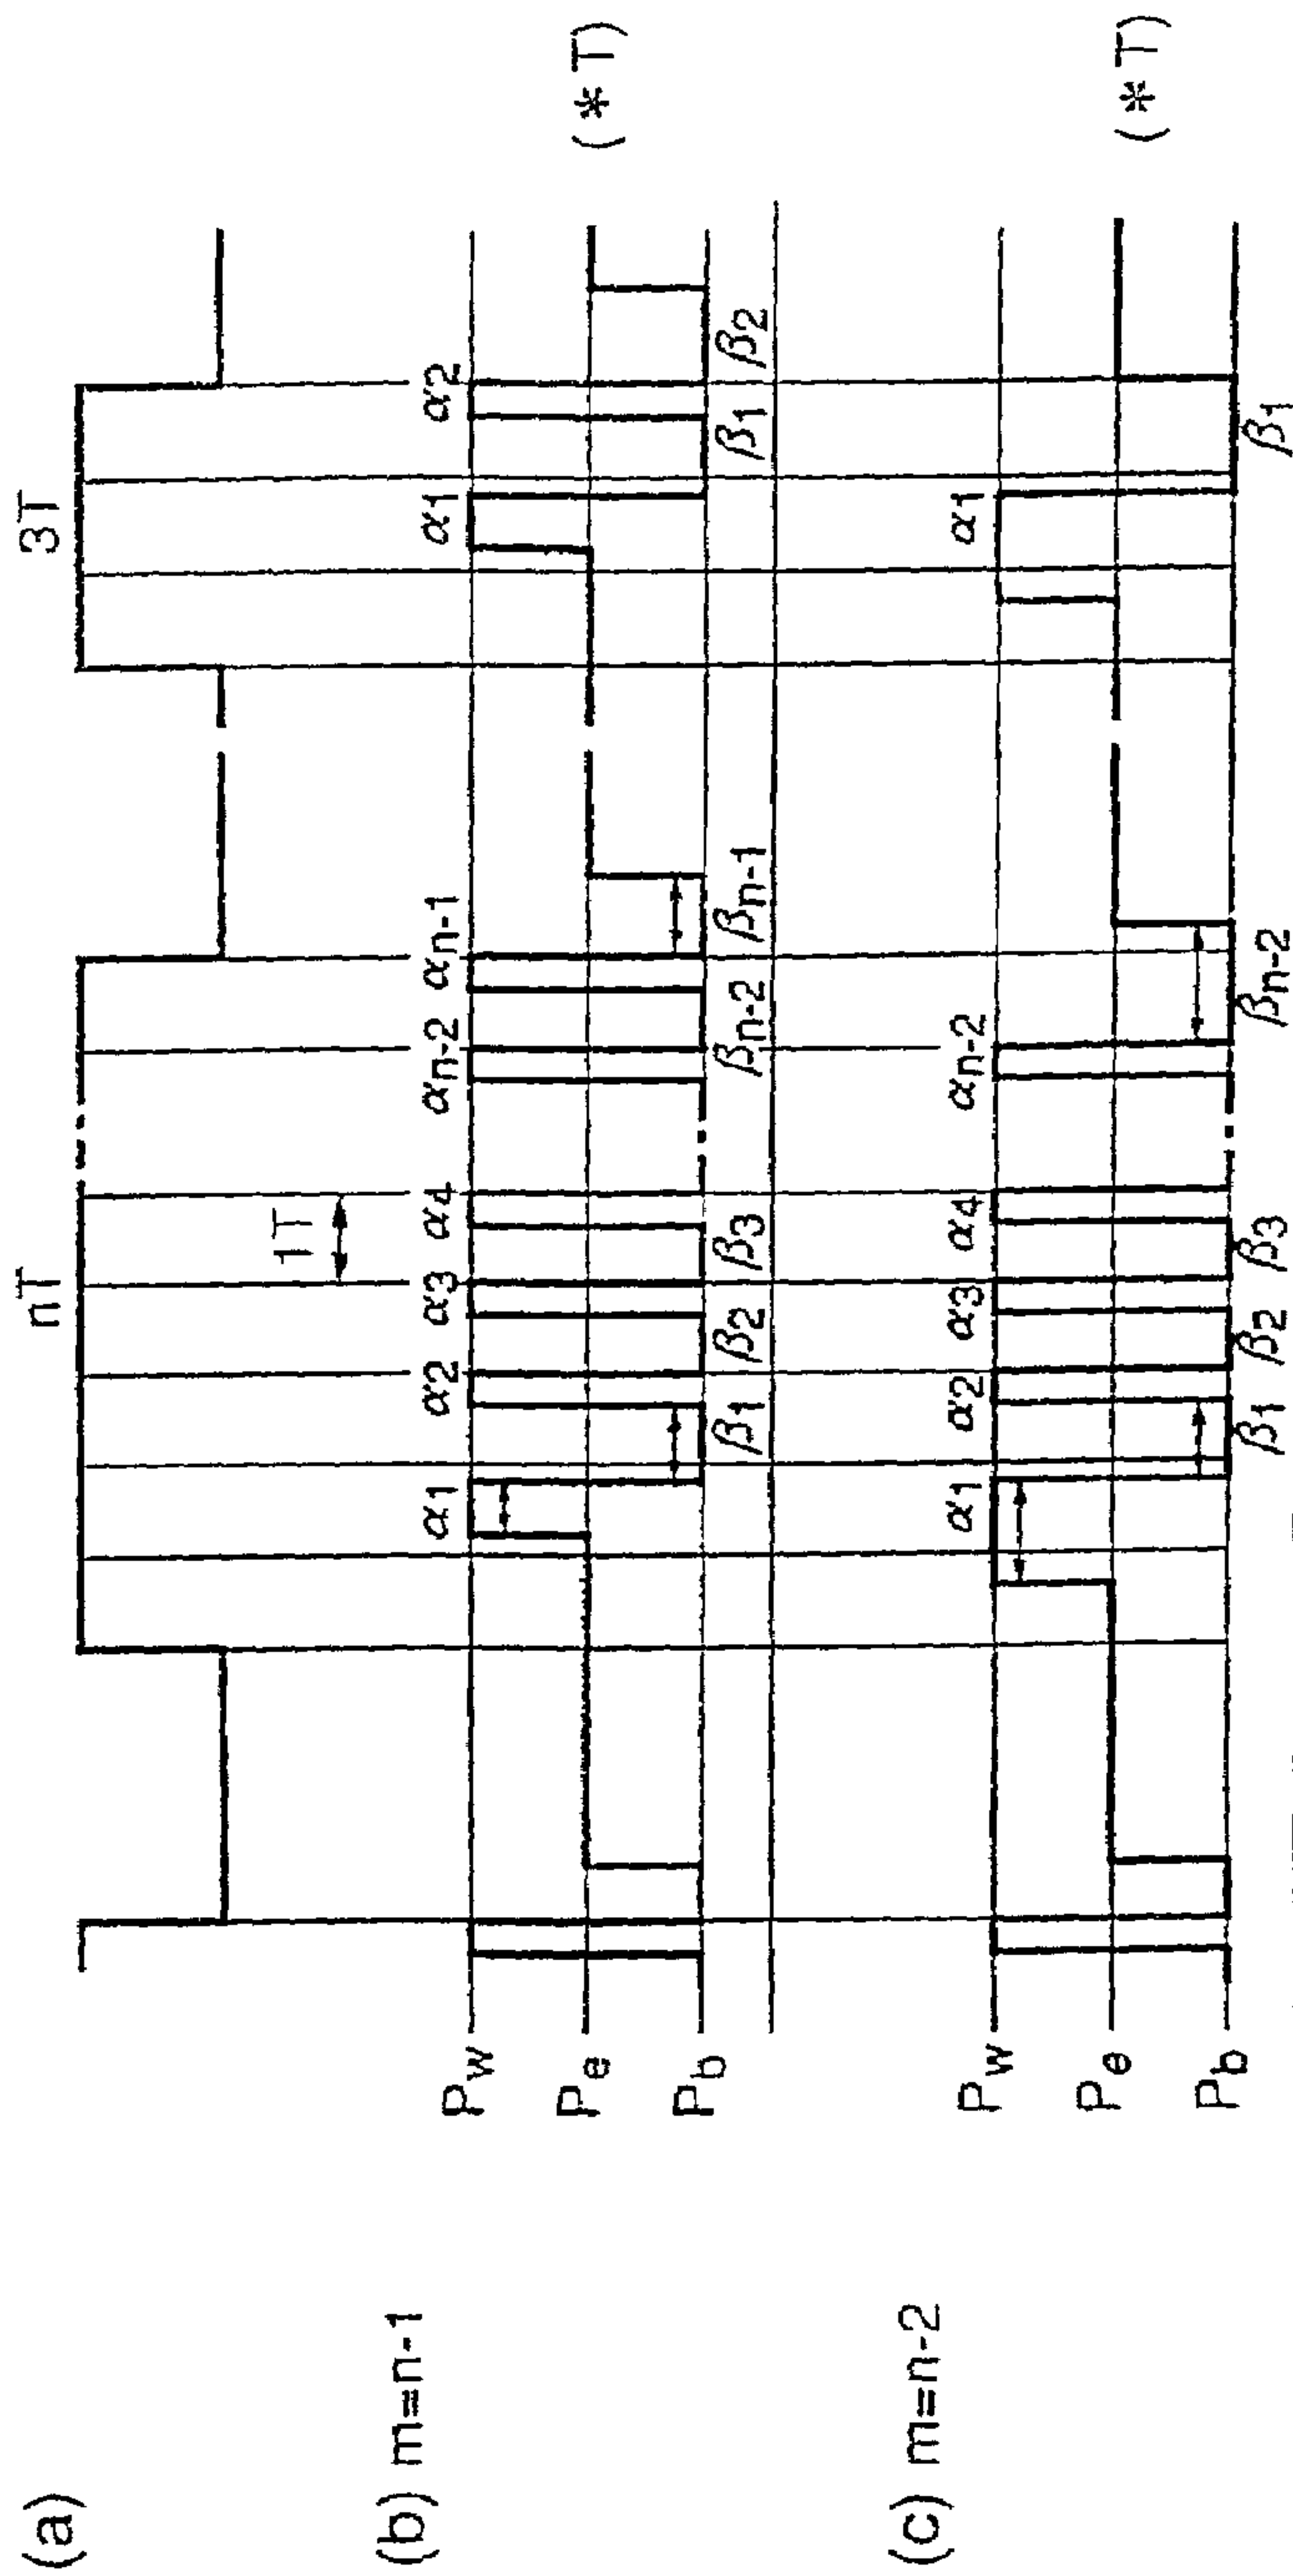 (a)
nT
3T
1T
(b) m=n-1
α1
α2
α3
α4
αn-2
αn-1
α1
α2
Pw
Pe
(*T)
Pb
β1
β2
β3
βn-2
βn-1
β1
β2
(c) m=n-2
α1
α2
α3
α4
αn-2
α1
Pw
Pe
(*T)
Pb
β1
β2
β3
βn-2
β1